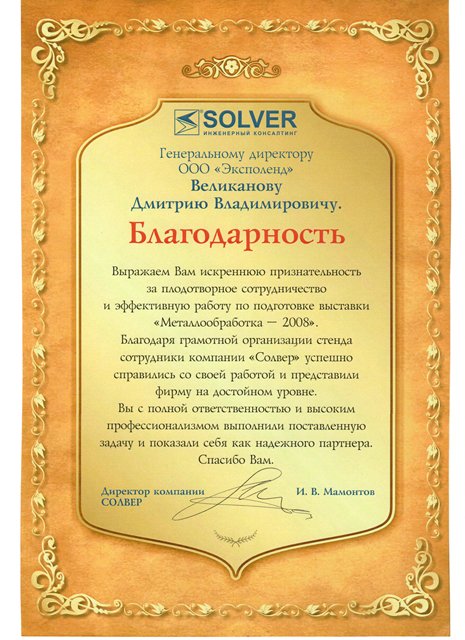 SOLVER
ИНЖЕНЕРНЫЙ КОНСАЛТИНГ
Генеральному директору
ООО «Эксполенд»
Великанову
Дмитрию Владимировичу.
Благодарность
Выражаем Вам искреннюю признательность
за плодотворное сотрудничество
и эффективную работу по подготовке выставки
«Металлообработка – 2008».
Благодаря грамотной организации стенда
сотрудники компании «Солвер» успешно
справились со своей работой и представили
фирму на достойном уровне.
Вы с полной ответственностью и высоким
профессионализмом выполнили поставленную
задачу и показали себя как надежного партнера.
Спасибо Вам.
Директор компании И. В. Мамонтов
СОЛВЕР